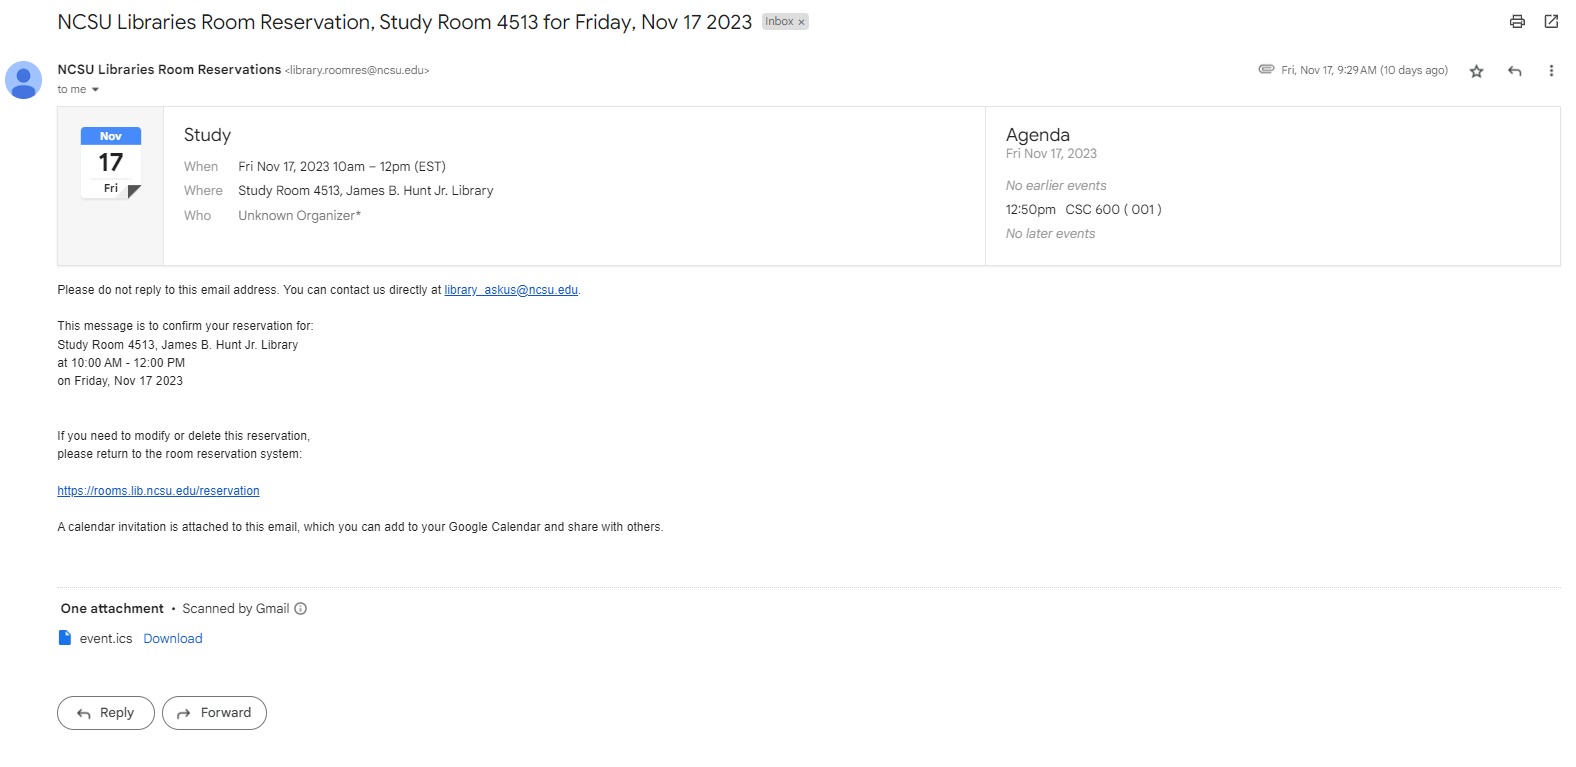 NCSU Libraries Room Reservation, Study Room 4513 for Friday, Nov 17 2023 Inbox x
NCSU Libraries Room Reservations <library.roomres@ncsu.edu> Fri, Nov 17, 9:29 AM (10 days ago)
to me
Nov
17
Fri
Study
When Fri Nov 17, 2023 10am – 12pm (EST)
Where Study Room 4513, James B. Hunt Jr. Library
Who Unknown Organizer*
Agenda
Fri Nov 17, 2023
No earlier events
12:50pm CSC 600 ( 001 )
No later events
Please do not reply to this email address. You can contact us directly at library_askus@ncsu.edu.
This message is to confirm your reservation for:
Study Room 4513, James B. Hunt Jr. Library
at 10:00 AM - 12:00 PM
on Friday, Nov 17 2023
If you need to modify or delete this reservation,
please return to the room reservation system:
https://rooms.lib.ncsu.edu/reservation
A calendar invitation is attached to this email, which you can add to your Google Calendar and share with others.
One attachment • Scanned by Gmail
event.ics Download
Reply Forward